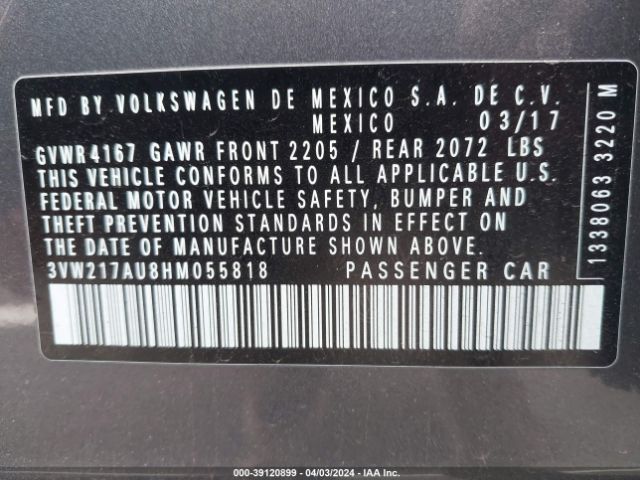 MFD BY VOLKSWAGEN DE MEXICO S.A. DE C.V.
MEXICO 03/17
GVWR4167 GAWR FRONT 2205 / REAR 2072 LBS
THIS VEHICLE CONFORMS TO ALL APPLICABLE U.S.
FEDERAL MOTOR VEHICLE SAFETY, BUMPER AND
THEFT PREVENTION STANDARDS IN EFFECT ON
THE DATE OF MANUFACTURE SHOWN ABOVE.
3VW217AU8HM055818 PASSENGER CAR
1338063 3220 M
000-39120899 - 04/03/2024 - IAA Inc.